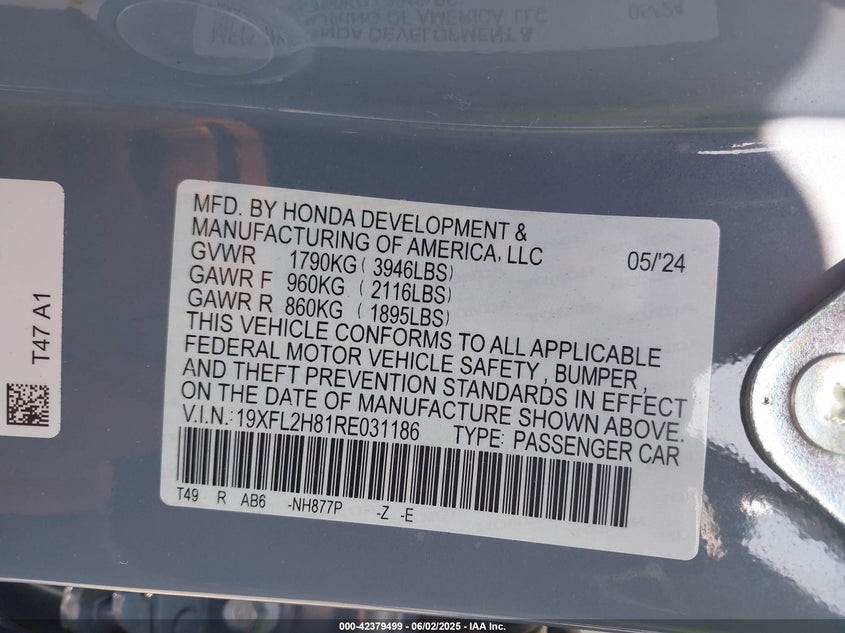 MFD. BY HONDA DEVELOPMENT &
MANUFACTURING OF AMERICA, LLC 05/'24
GVWR 1790KG ( 3946LBS)
GAWR F 960KG ( 2116LBS)
GAWR R 860KG ( 1895LBS)
THIS VEHICLE CONFORMS TO ALL APPLICABLE
FEDERAL MOTOR VEHICLE SAFETY , BUMPER ,
AND THEFT PREVENTION STANDARDS IN EFFECT
ON THE DATE OF MANUFACTURE SHOWN ABOVE.
V.I.N.:19XFL2H81RE031186 TYPE: PASSENGER CAR
T49 R AB6 -NH877P -Z -E
T47 A1
000-42379499 - 06/02/2025 - IAA Inc.